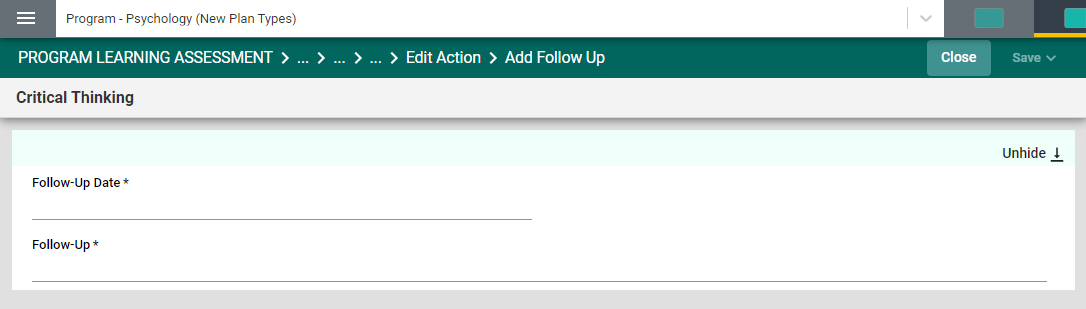 Program - Psychology (New Plan Types)
PROGRAM LEARNING ASSESSMENT > ... > ... > ... > Edit Action > Add Follow Up Close Save
Critical Thinking
Unhide
Follow-Up Date *
Follow-Up *